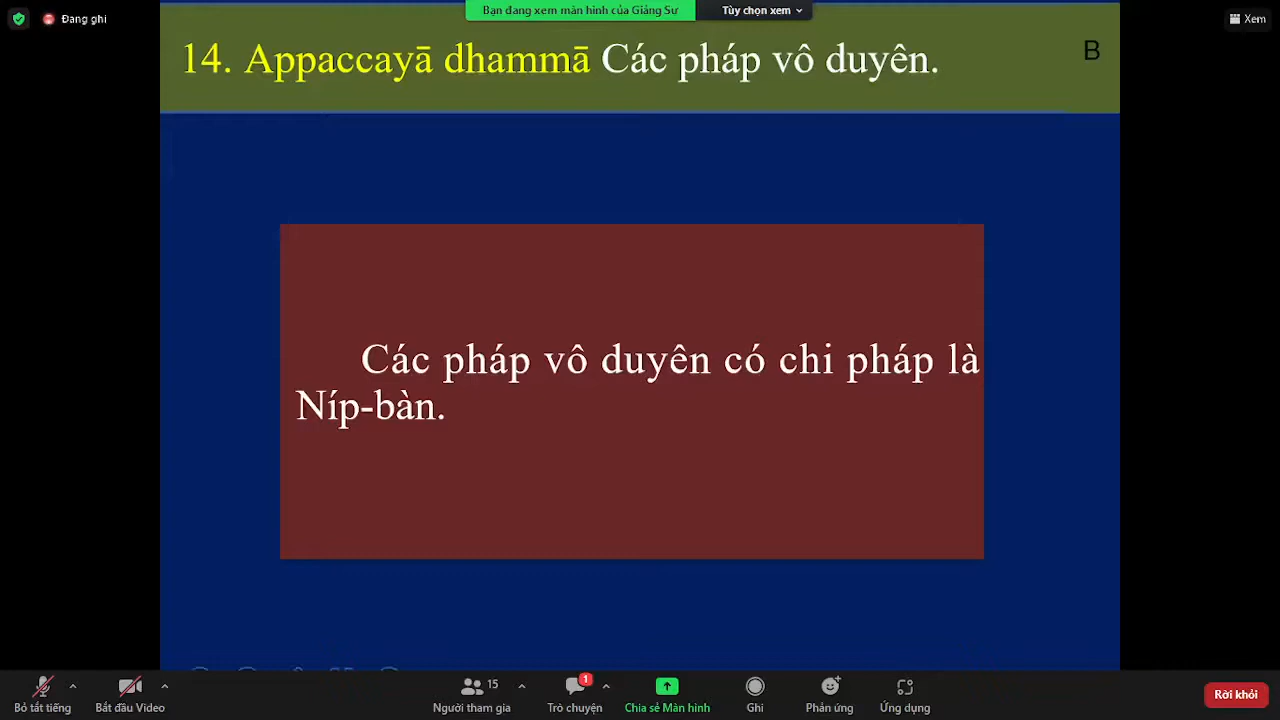 Đang ghi
Bạn đang xem màn hình của Giảng Sư
Tùy chọn xem
Xem
14. Appaccayā dhammā Các pháp vô duyên.
B
Các pháp vô duyên có chi pháp là
Níp-bàn.
Bỏ tắt tiếng
Bắt đầu Video
15
Người tham gia
1
Trò chuyện
Chia sẻ Màn hình
Ghi
Phản ứng
Ứng dụng
Rời khỏi